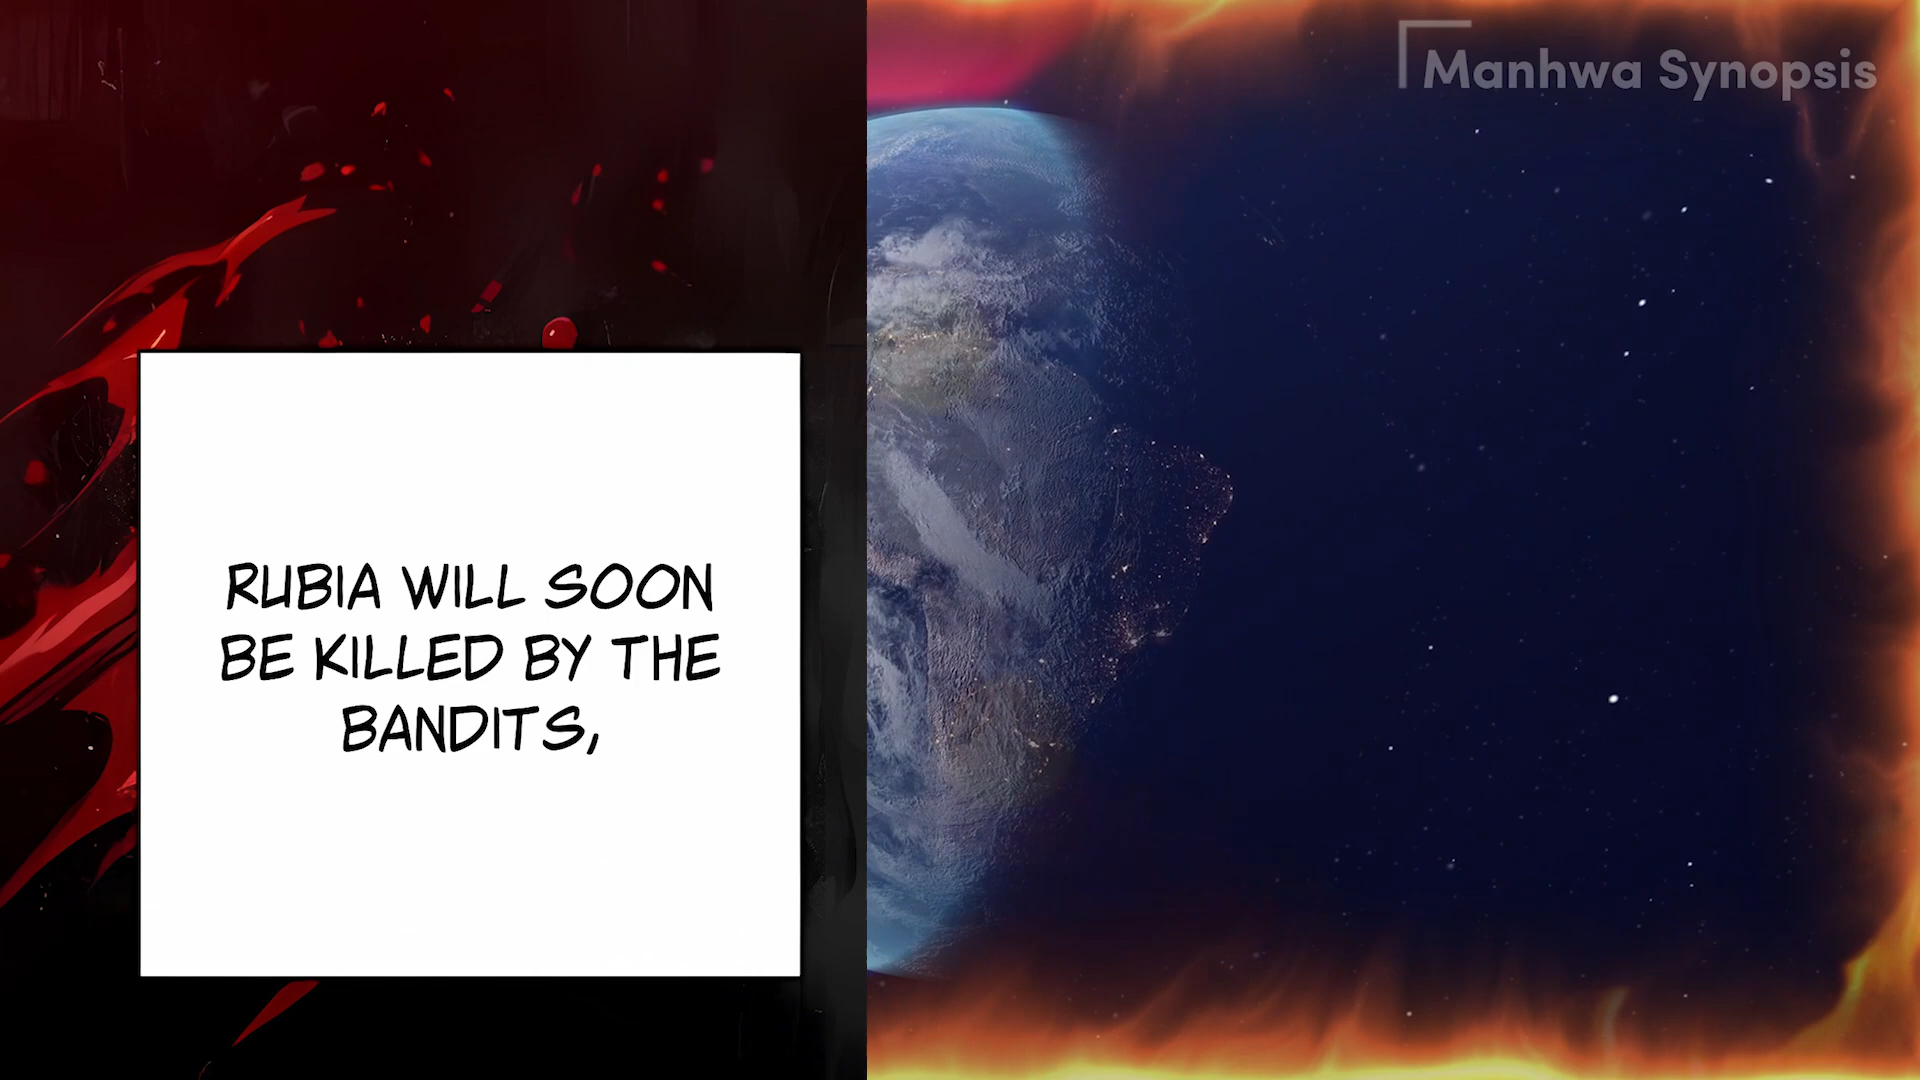 RUBIA WILL SOON
BE KILLED BY THE
BANDITS,
Manhwa Synopsis